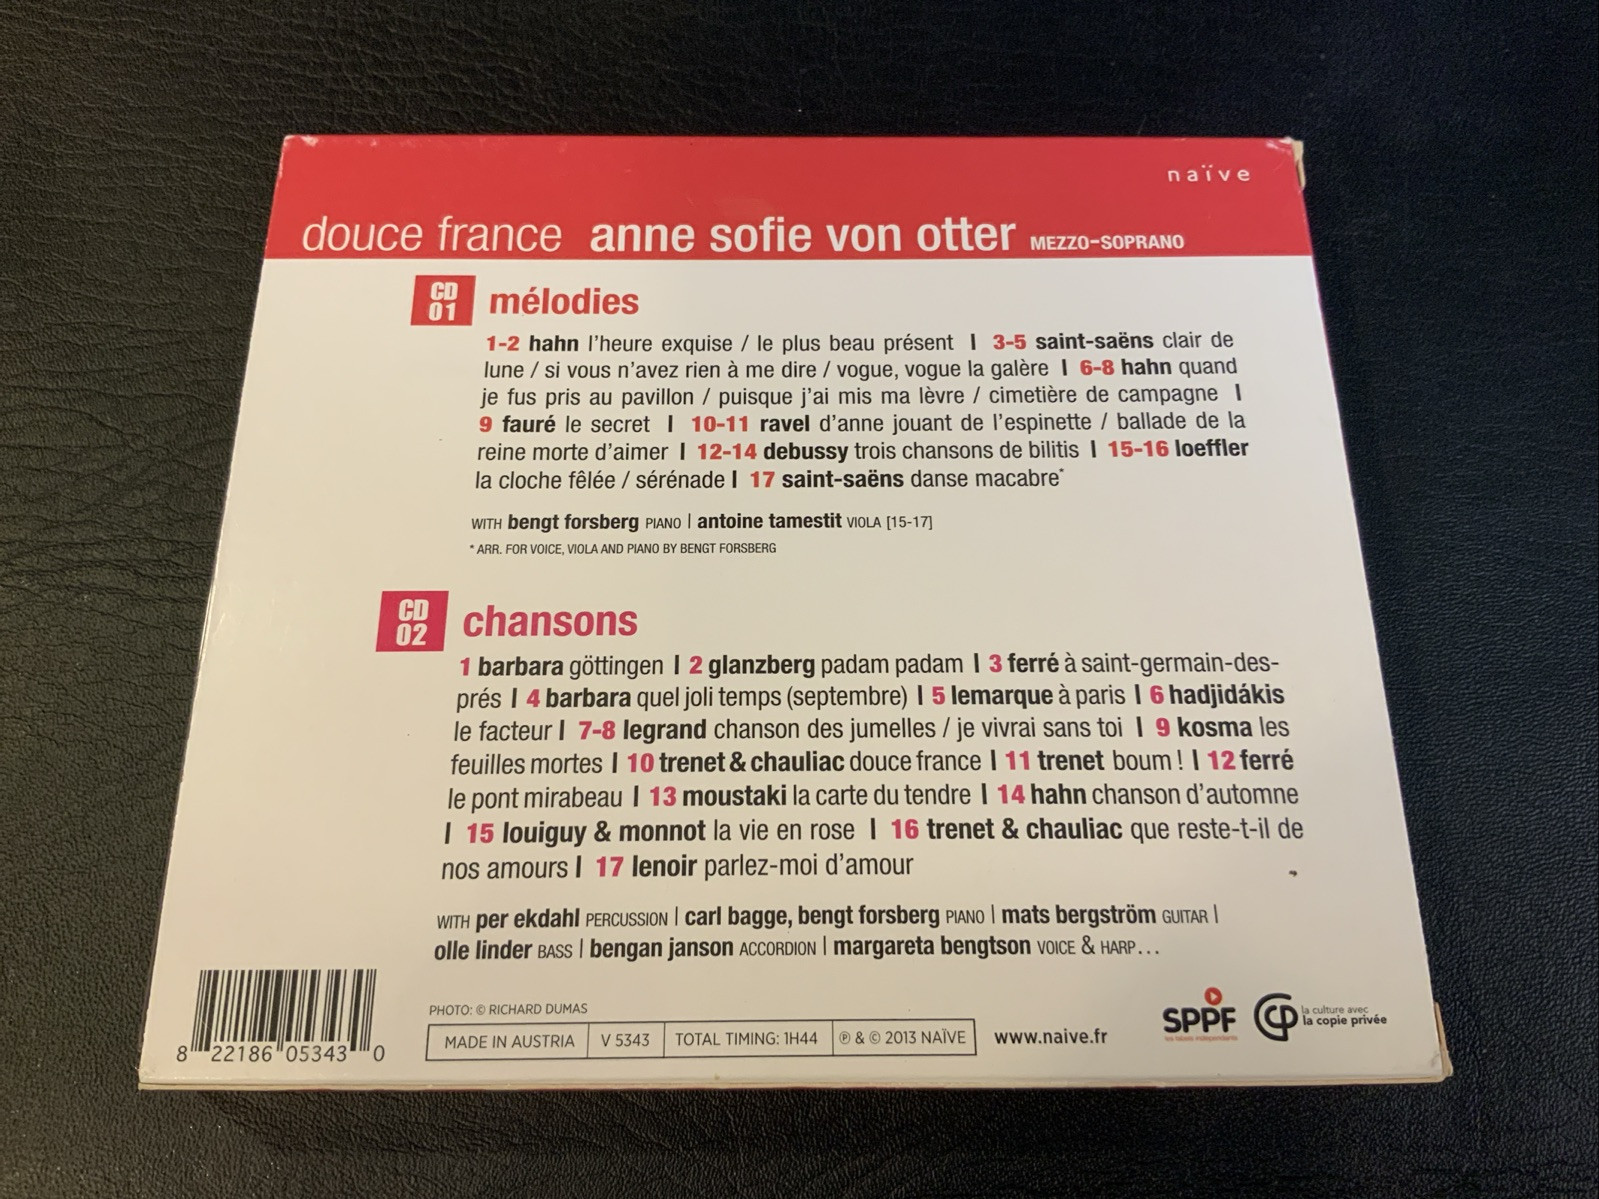 naïve
douce france anne sofie von otter MEZZO-SOPRANO
CD 01 mélodies
1-2 hahn l'heure exquise / le plus beau présent | 3-5 saint-saëns clair de
lune / si vous n'avez rien à me dire / vogue, vogue la galère | 6-8 hahn quand
je fus pris au pavillon / puisque j'ai mis ma lèvre / cimetière de campagne |
9 fauré le secret | 10-11 ravel d'anne jouant de l'espinette / ballade de la
reine morte d'aimer | 12-14 debussy trois chansons de bilitis | 15-16 loeffler
la cloche fêlée / sérénade | 17 saint-saëns danse macabre*
WITH bengt forsberg PIANO | antoine tamestit VIOLA [15-17]
* ARR. FOR VOICE, VIOLA AND PIANO BY BENGT FORSBERG
CD 02 chansons
1 barbara göttingen | 2 glanzberg padam padam | 3 ferré à saint-germain-des-
prés | 4 barbara quel joli temps (septembre) | 5 lemarque à paris | 6 hadjidákis
le facteur | 7-8 legrand chanson des jumelles / je vivrai sans toi | 9 kosma les
feuilles mortes | 10 trenet & chauliac douce france | 11 trenet boum ! | 12 ferré
le pont mirabeau | 13 moustaki la carte du tendre | 14 hahn chanson d'automne
| 15 louiguy & monnot la vie en rose | 16 trenet & chauliac que reste-t-il de
nos amours | 17 lenoir parlez-moi d'amour
WITH per ekdahl PERCUSSION | carl bagge, bengt forsberg PIANO | mats bergström GUITAR |
olle linder BASS | bengan janson ACCORDION | margareta bengtson VOICE & HARP...
PHOTO: © RICHARD DUMAS
MADE IN AUSTRIA | V 5343 | TOTAL TIMING: 1H44 | ℗ & © 2013 NAÏVE
www.naive.fr
SPPF
les labels indépendants
la culture avec
la copie privée
8 22186 05343 0